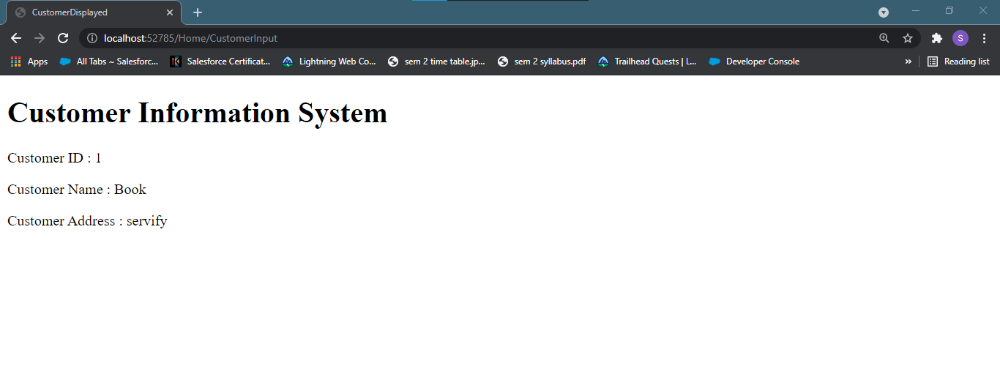 CustomerDisplayed
localhost:52785/Home/CustomerInput
S
Apps
All Tabs ~ Salesforc...
Salesforce Certificat...
Lightning Web Co...
sem 2 time table.jp...
sem 2 syllabus.pdf
Trailhead Quests | L...
Developer Console
»
Reading list
Customer Information System
Customer ID : 1
Customer Name : Book
Customer Address : servify